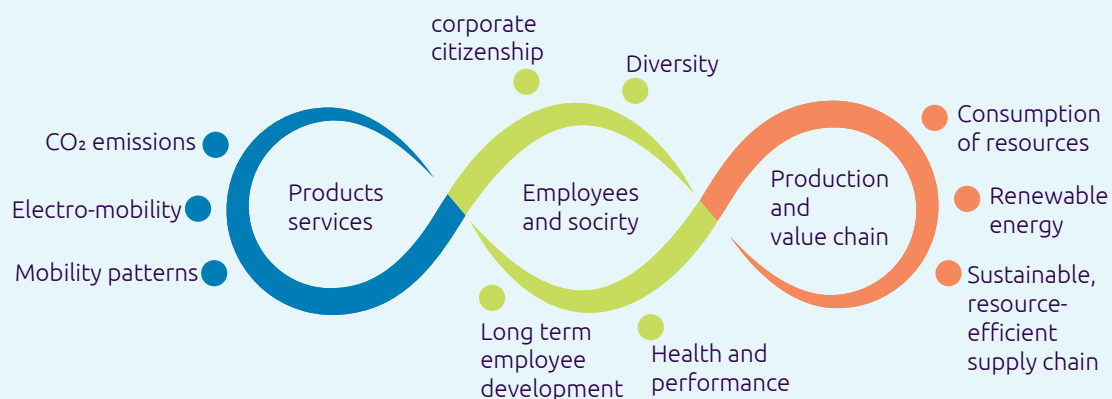 corporate
citizenship
Diversity
CO₂ emissions
Electro-mobility
Mobility patterns
Products
services
Employees
and socirty
Long term
employee
development
Health and
performance
Production
and
value chain
Consumption
of resources
Renewable
energy
Sustainable,
resource-
efficient
supply chain